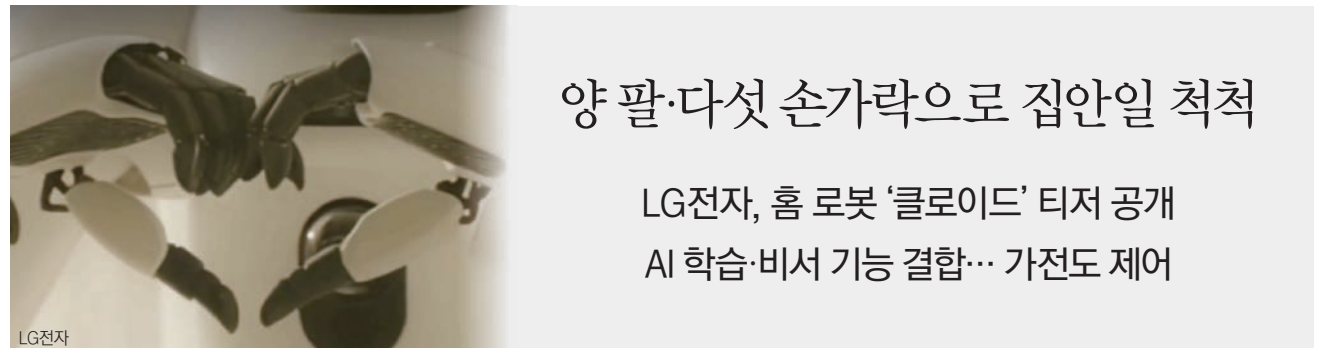 양 팔·다섯 손가락으로 집안일 척척
LG전자, 홈 로봇 ‘클로이드’ 티저 공개
AI 학습·비서 기능 결합… 가전도 제어
LG전자